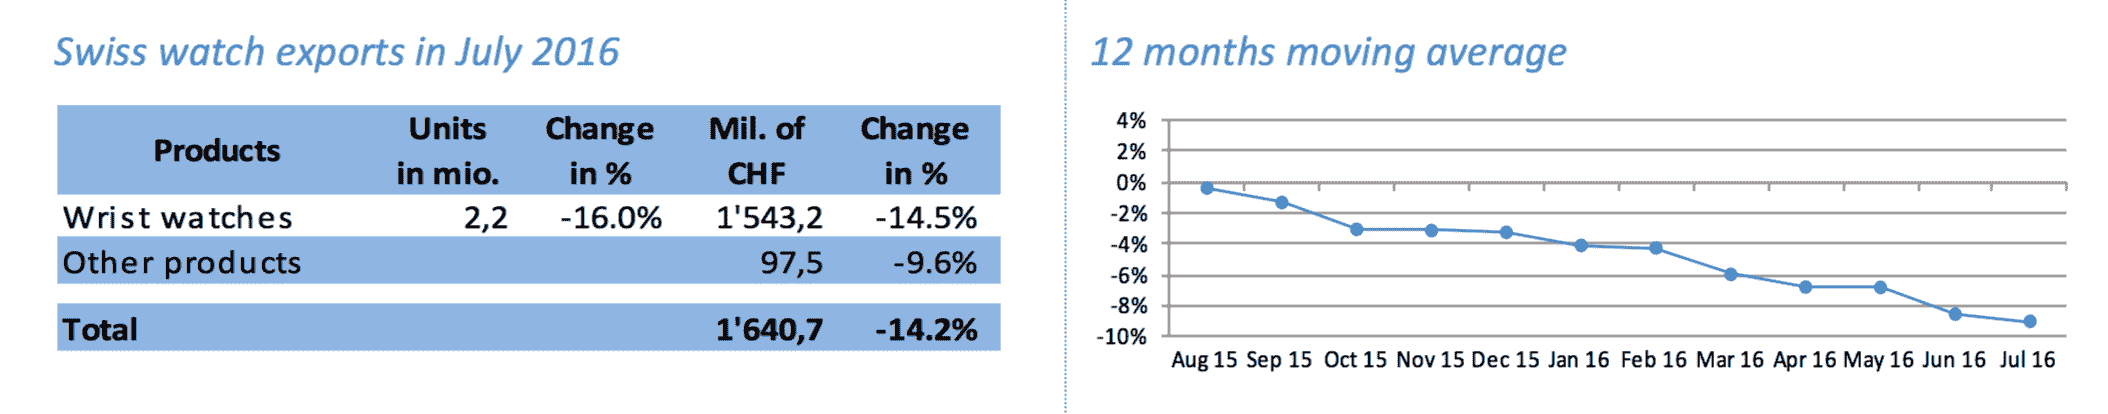 Swiss watch exports in July 2016
Products Units in mio. Change in % Mil. of CHF Change in %
Wrist watches 2,2 -16.0% 1'543,2 -14.5%
Other products 97,5 -9.6%
Total 1'640,7 -14.2%
12 months moving average
4%
2%
0%
-2%
-4%
-6%
-8%
-10%
Aug 15 Sep 15 Oct 15 Nov 15 Dec 15 Jan 16 Feb 16 Mar 16 Apr 16 May 16 Jun 16 Jul 16